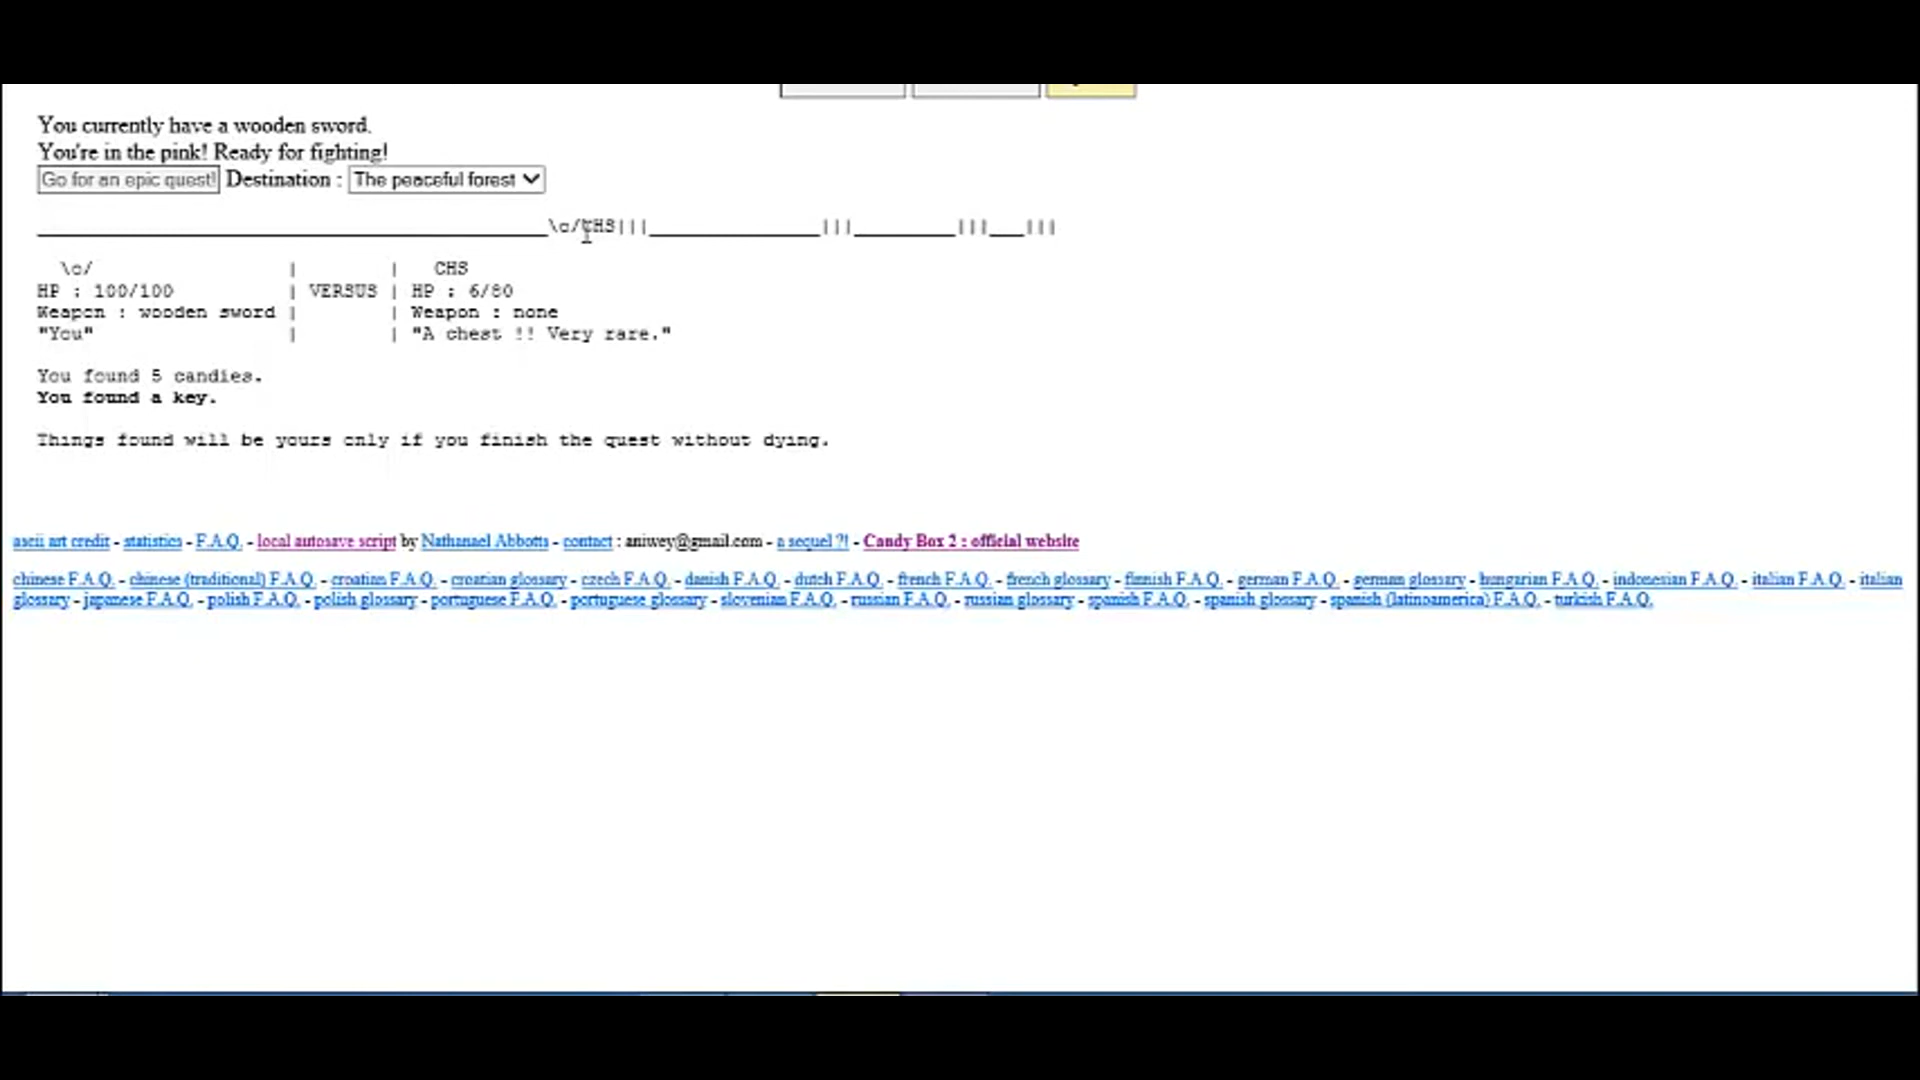 You currently have a wooden sword.
You're in the pink! Ready for fighting!
Go for an epic quest! Destination : The peaceful forest
______________________________________________\o/CHS|||_______________|||_________|||___|||
\o/ | | CHS
HP : 100/100 | VERSUS | HP : 6/80
Weapon : wooden sword | | Weapon : none
"You" | | "A chest !! Very rare."
You found 5 candies.
You found a key.
Things found will be yours only if you finish the quest without dying.
ascii art credit - statistics - F.A.Q. - local autosave script by Nathanael Abbotts - contact : aniwey@gmail.com - a sequel ?! - Candy Box 2 : official website
chinese F.A.Q. - chinese (traditional) F.A.Q. - croatian F.A.Q. - croatian glossary - czech F.A.Q. - danish F.A.Q. - dutch F.A.Q. - french F.A.Q. - french glossary - finnish F.A.Q. - german F.A.Q. - german glossary - hungarian F.A.Q. - indonesian F.A.Q. - italian F.A.Q. - italian
glossary - japanese F.A.Q. - polish F.A.Q. - polish glossary - portuguese F.A.Q. - portuguese glossary - slovenian F.A.Q. - russian F.A.Q. - russian glossary - spanish F.A.Q. - spanish glossary - spanish (latinoamerica) F.A.Q. - turkish F.A.Q.